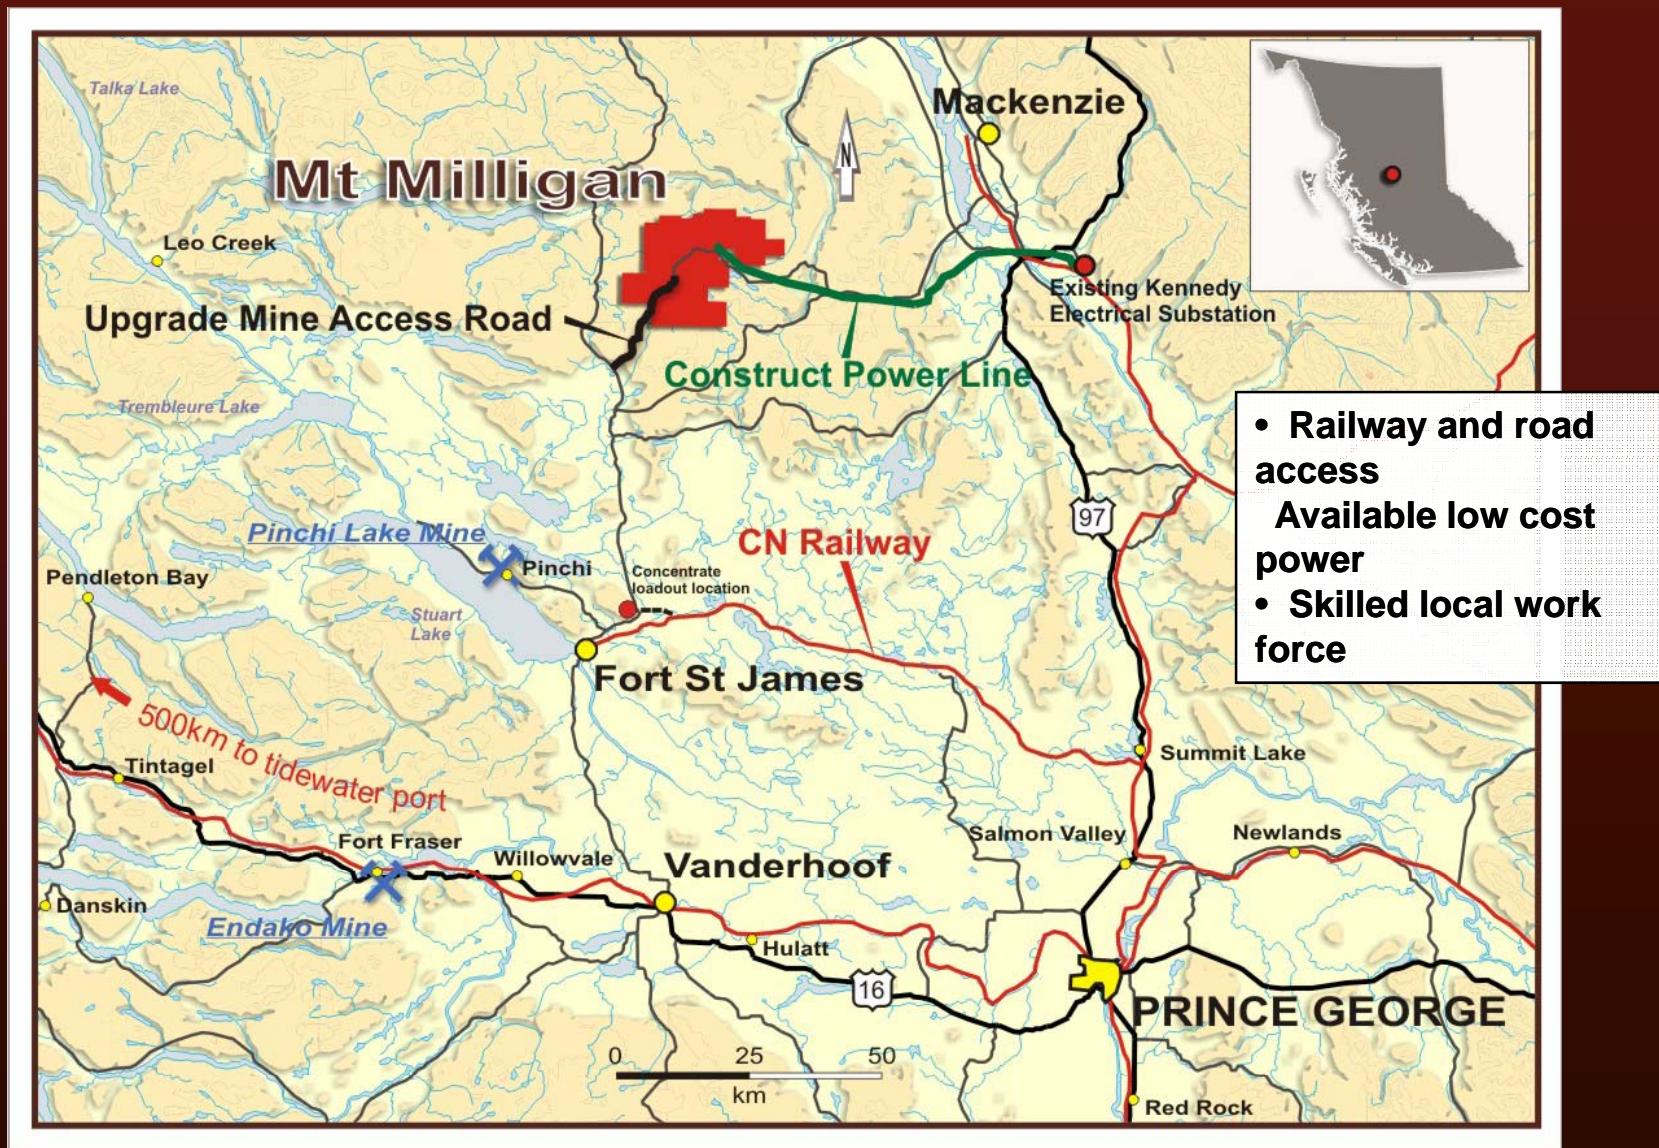 Talka Lake
Mackenzie
N
Mt Milligan
Leo Creek
Existing Kennedy
Electrical Substation
Upgrade Mine Access Road
Construct Power Line
Trembleure Lake
• Railway and road
access
Available low cost
power
• Skilled local work
force
97
Pinchi Lake Mine
CN Railway
Pinchi
Concentrate
loadout location
Pendleton Bay
Stuart
Lake
Fort St James
500km to tidewater port
Summit Lake
Tintagel
Salmon Valley
Newlands
Fort Fraser
Willowvale
Vanderhoof
Danskin
Endako Mine
Hulatt
16
PRINCE GEORGE
0 25 50
km
Red Rock